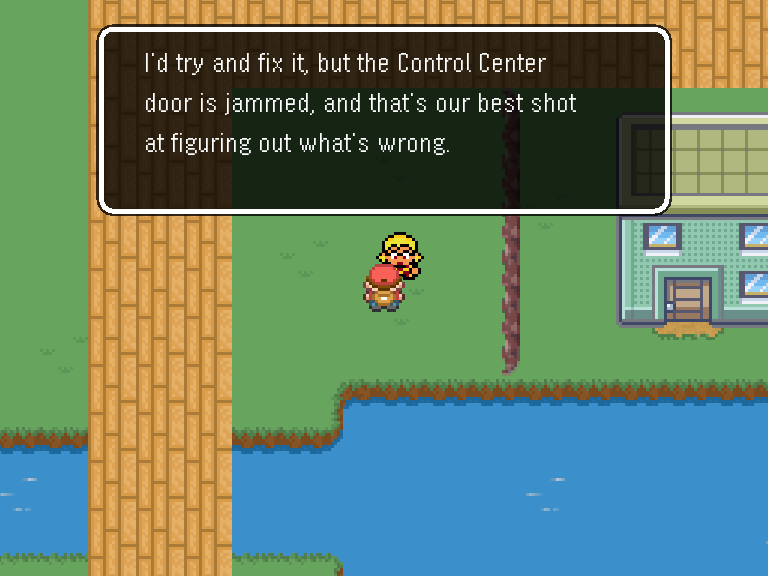 I'd try and fix it, but the Control Center
door is jammed, and that's our best shot
at figuring out what's wrong.